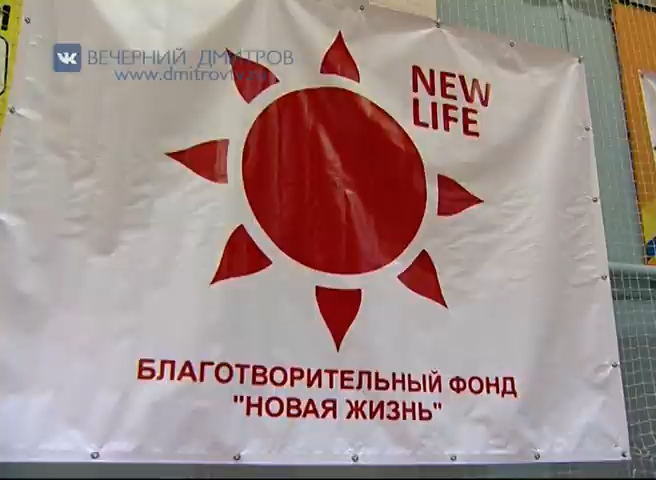 ВЕЧЕРНИЙ ДМИТРОВ
www.dmitrovtv.ru
NEW
LIFE
БЛАГОТВОРИТЕЛЬНЫЙ ФОНД
"НОВАЯ ЖИЗНЬ"